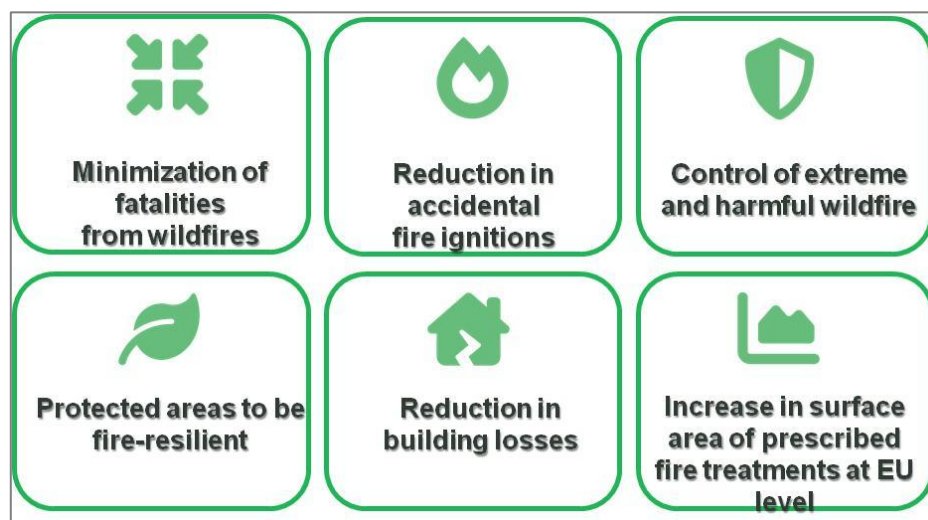 Minimization of
fatalities
from wildfires
Reduction in
accidental
fire ignitions
Control of extreme
and harmful wildfire
Protected areas to be
fire-resilient
Reduction in
building losses
Increase in surface
area of prescribed
fire treatments at EU
level